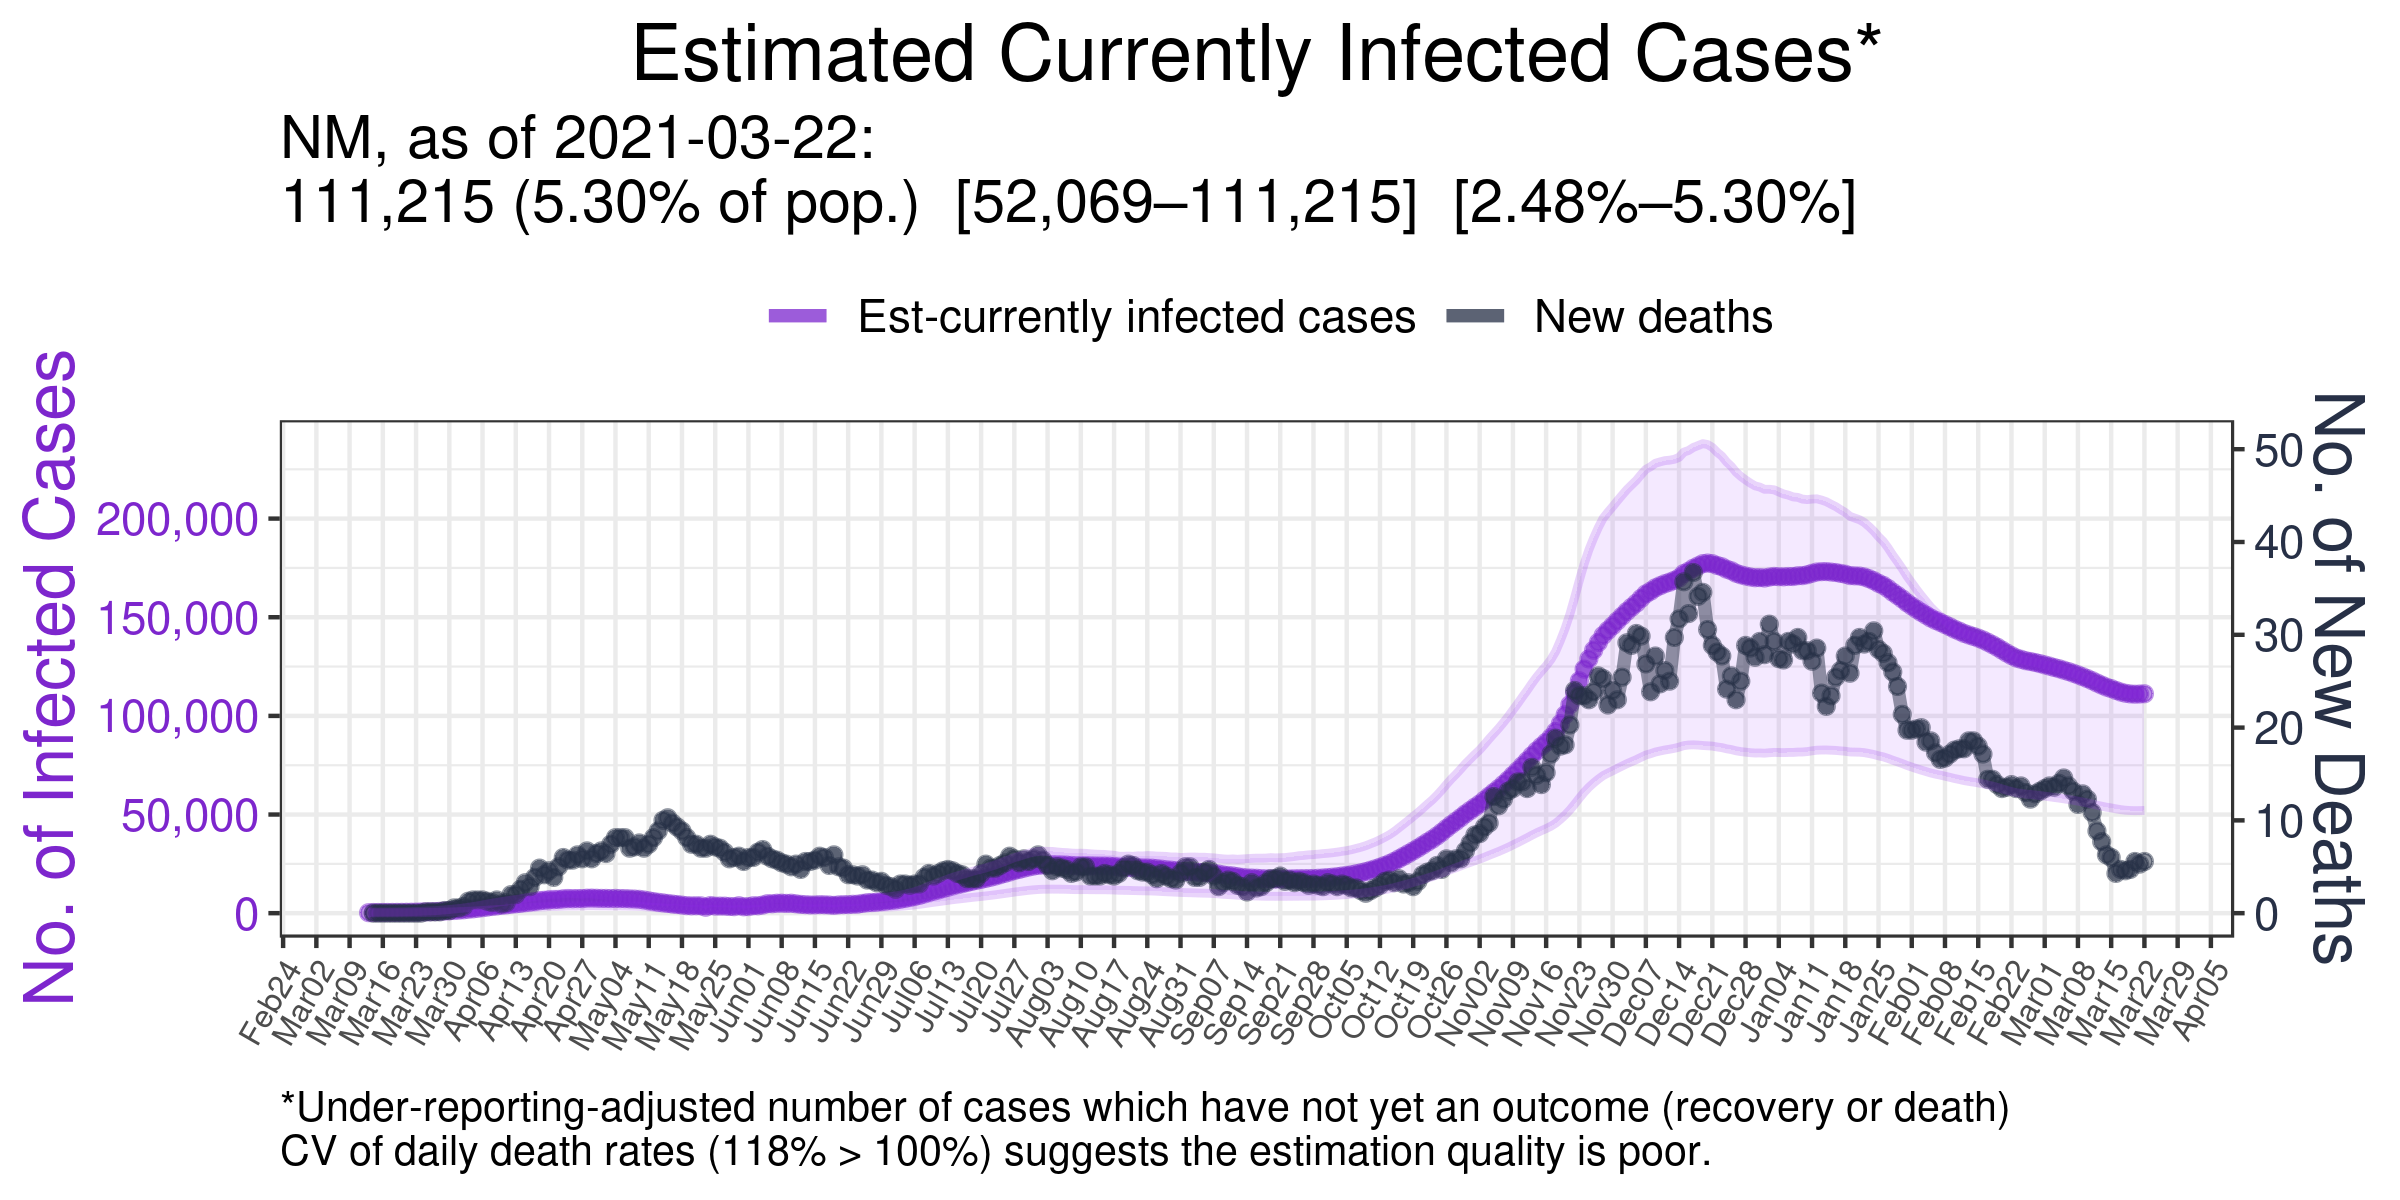 Estimated Currently Infected Cases*
NM, as of 2021-03-22:
111,215 (5.30% of pop.) [52,069–111,215] [2.48%–5.30%]
Est-currently infected cases New deaths
No. of Infected Cases
200,000
150,000
100,000
50,000
0
50
40
30
20
10
0
No. of New Deaths
Feb24 Mar02 Mar09 Mar16 Mar23 Mar30 Apr06 Apr13 Apr20 Apr27 May04 May11 May18 May25 Jun01 Jun08 Jun15 Jun22 Jun29 Jul06 Jul13 Jul20 Jul27 Aug03 Aug10 Aug17 Aug24 Aug31 Sep07 Sep14 Sep21 Sep28 Oct05 Oct12 Oct19 Oct26 Nov02 Nov09 Nov16 Nov23 Nov30 Dec07 Dec14 Dec21 Dec28 Jan04 Jan11 Jan18 Jan25 Feb01 Feb08 Feb15 Feb22 Mar01 Mar08 Mar15 Mar22 Mar29 Apr05
*Under-reporting-adjusted number of cases which have not yet an outcome (recovery or death)
CV of daily death rates (118% > 100%) suggests the estimation quality is poor.